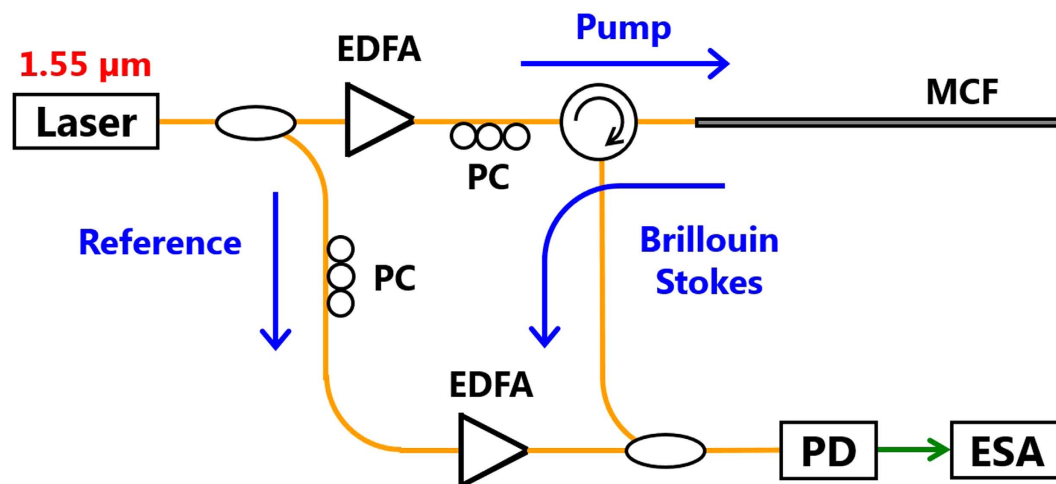 Pump
EDFA
1.55 µm
MCF
Laser
PC
Reference
Brillouin
Stokes
PC
EDFA
PD
ESA